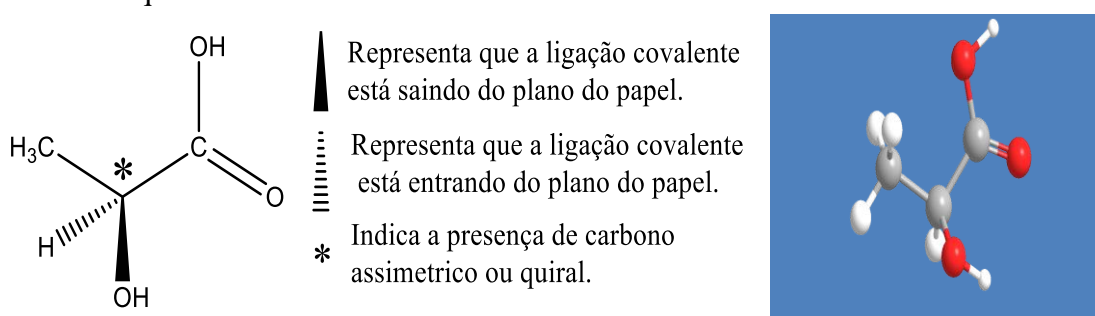 OH
Representa que a ligação covalente
está saindo do plano do papel.
H₃C
*
C
O
Representa que a ligação covalente
está entrando do plano do papel.
H
OH
* Indica a presença de carbono
assimetrico ou quiral.